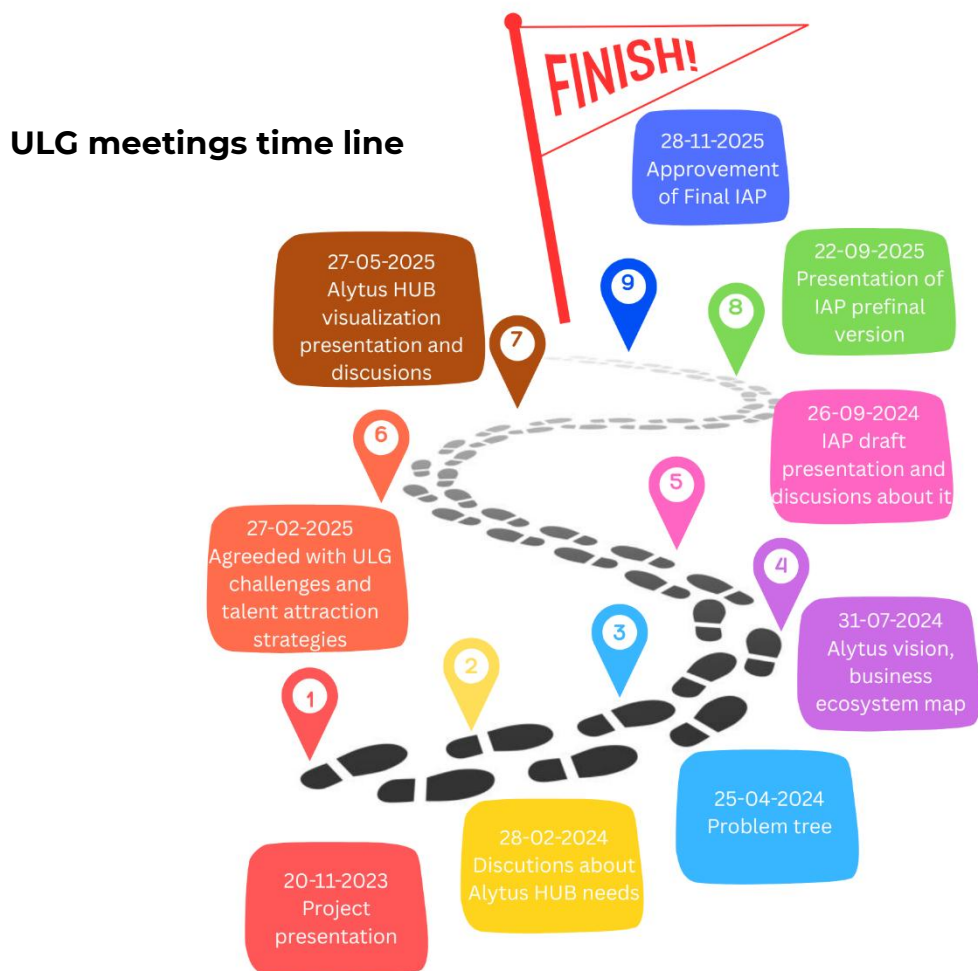 ULG meetings time line
FINISH!
1
20-11-2023
Project
presentation
2
28-02-2024
Discutions about
Alytus HUB needs
3
25-04-2024
Problem tree
4
31-07-2024
Alytus vision,
business
ecosystem map
5
26-09-2024
IAP draft
presentation and
discusions about it
6
27-02-2025
Agreeded with ULG
challenges and
talent attraction
strategies
7
27-05-2025
Alytus HUB
visualization
presentation and
discusions
8
22-09-2025
Presentation of
IAP prefinal
version
9
28-11-2025
Approvement
of Final IAP